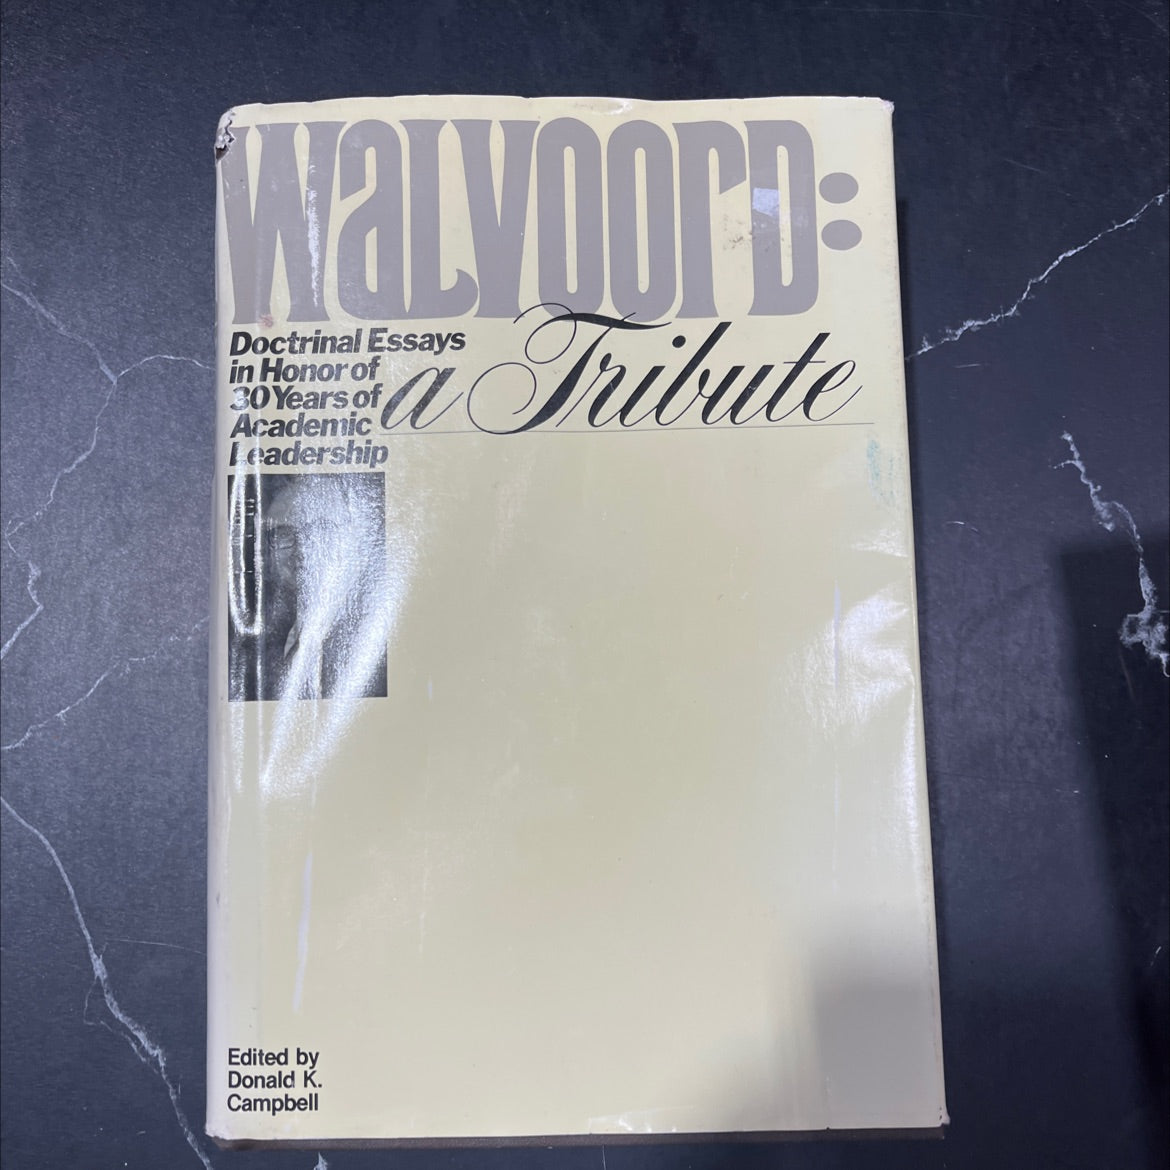 WALVOORD:
a Tribute
Doctrinal Essays
in Honor of
30 Years of
Academic
Leadership
Edited by
Donald K.
Campbell